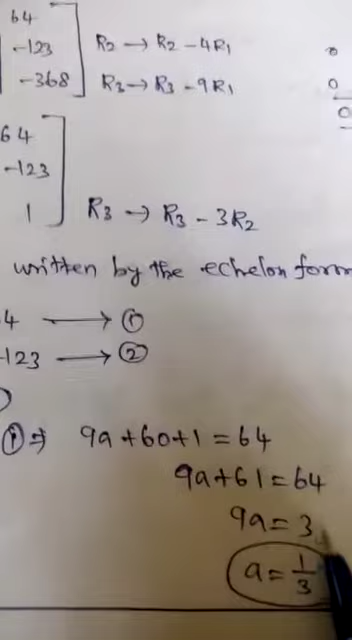 64
-123 R2 → R2 - 4R1
-368 R3 → R3 - 9R1
64
-123
1 R3 → R3 - 3R2
written by the echelon form
4 → ①
-123 → ②
① ⇒ 9a + 60 + 1 = 64
9a + 61 = 64
9a = 3
a = 1/3